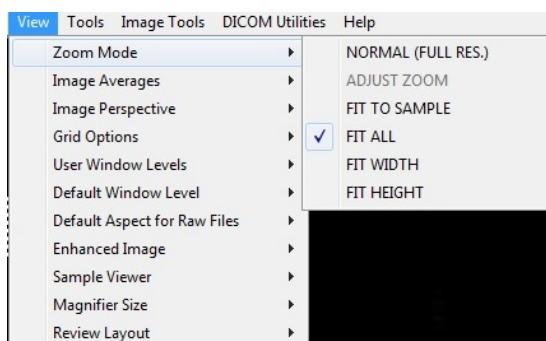 View Tools Image Tools DICOM Utilities Help
Zoom Mode
Image Averages
Image Perspective
Grid Options
User Window Levels
Default Window Level
Default Aspect for Raw Files
Enhanced Image
Sample Viewer
Magnifier Size
Review Layout
NORMAL (FULL RES.)
ADJUST ZOOM
FIT TO SAMPLE
FIT ALL
FIT WIDTH
FIT HEIGHT